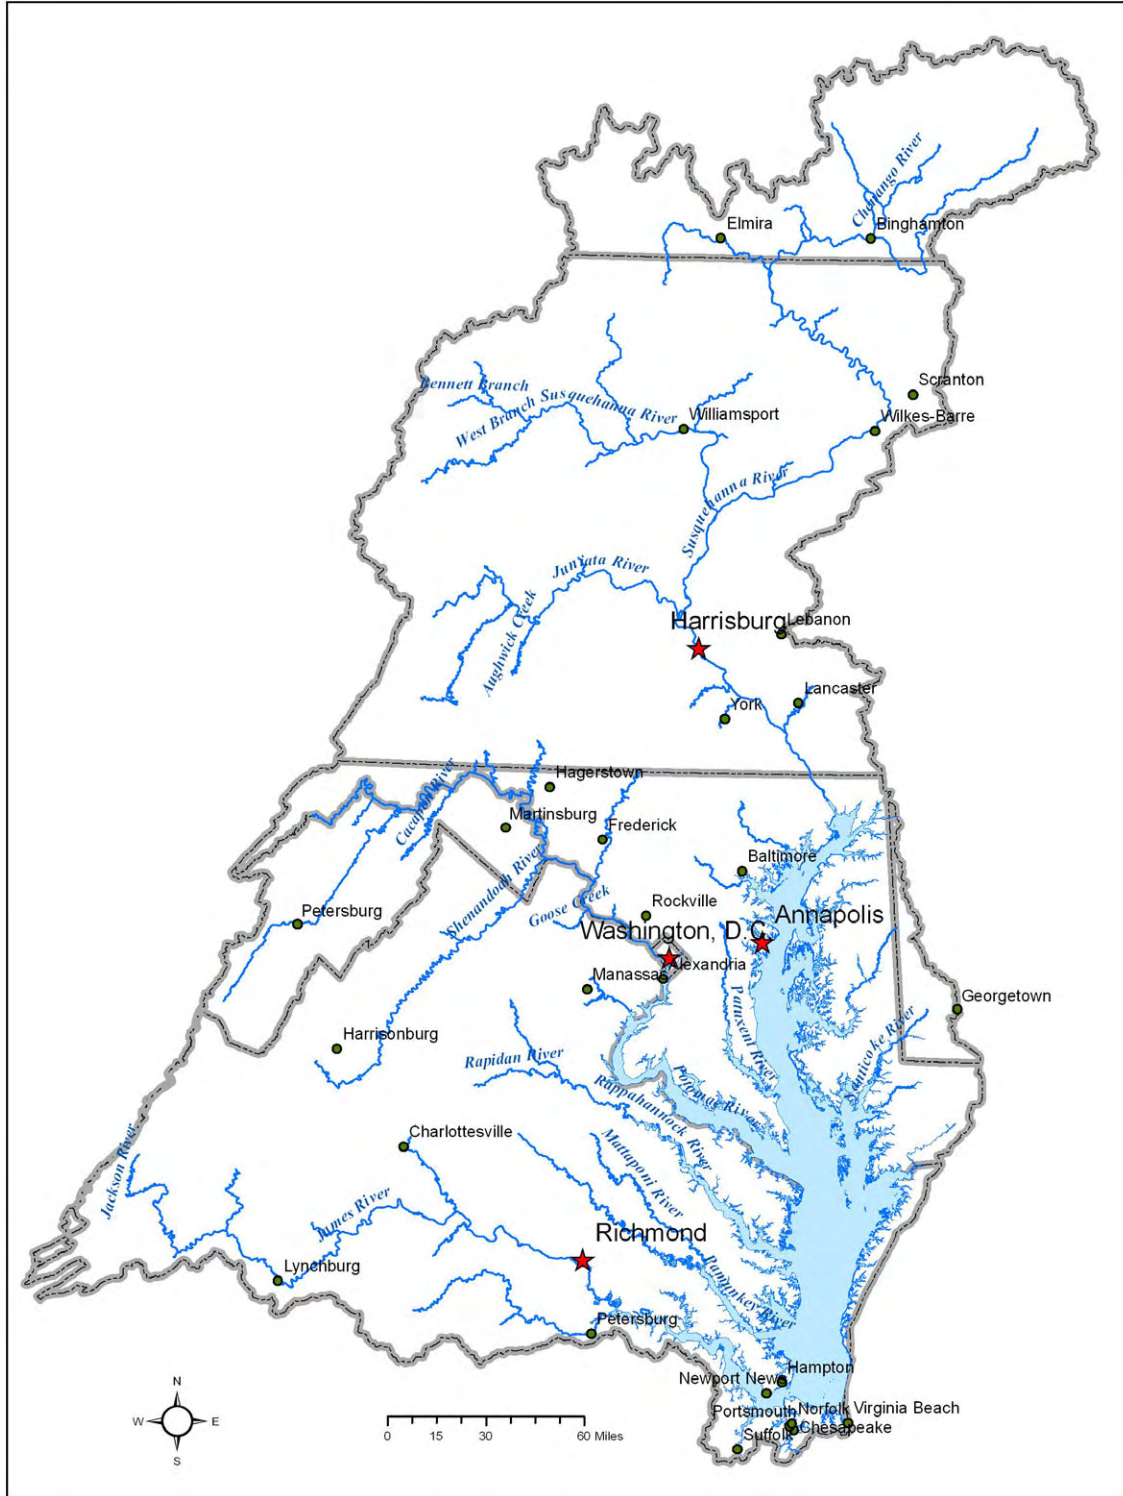 Chenango River
Elmira
Binghamton
Scranton
Bennett Branch
West Branch Susquehanna River
Williamsport
Wilkes-Barre
Susquehanna River
Juniata River
Aughwick Creek
Harrisburg
Lebanon
Lancaster
York
Hagerstown
Cacapon River
Martinsburg
Frederick
Baltimore
Shenandoah River
Goose Creek
Rockville
Petersburg
Annapolis
Washington, D.C.
Alexandria
Manassas
Patuxent River
Georgetown
Nanticoke River
Harrisonburg
Rapidan River
Potomac River
Rappahannock River
Charlottesville
Mattaponi River
Jackson River
James River
Richmond
Lynchburg
Pamunkey River
Petersburg
Hampton
Newport News
Portsmouth
Norfolk
Virginia Beach
Chesapeake
Suffolk
N
W E
S
0 15 30 60 Miles